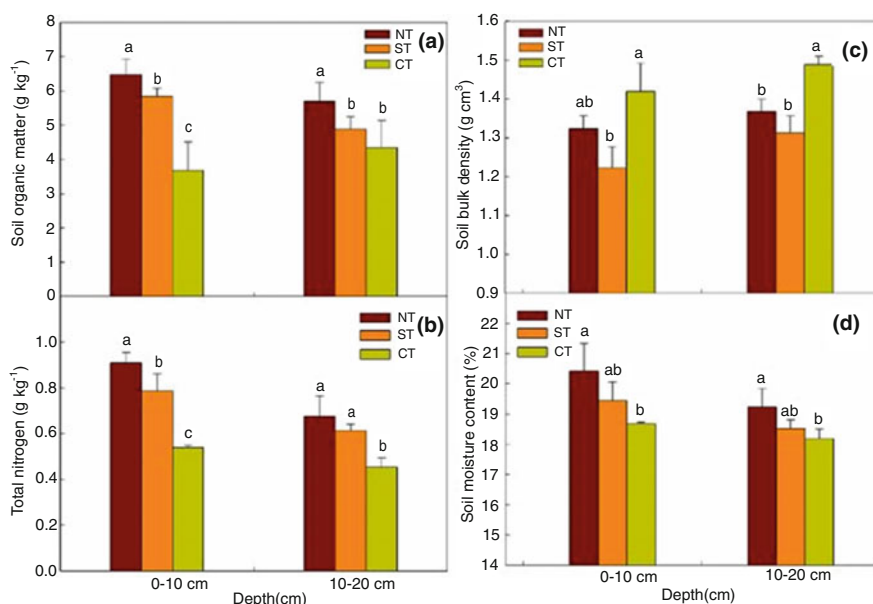 8
7
6
5
4
3
2
1
0
Soil organic matter (g kg-1)
NT
ST
CT
(a)
a
b
c
a
b
b
1.0
0.8
0.6
0.4
0.2
0.0
Total nitrogen (g kg-1)
NT
ST
CT
(b)
a
b
c
a
a
b
0-10 cm
10-20 cm
Depth(cm)
1.5
1.4
1.3
1.2
1.1
0.9
Soil bulk density (g cm3)
NT
ST
CT
(c)
ab
b
a
b
b
a
22
21
20
19
18
17
16
15
14
Soil moisture content (%)
NT
ST
CT
(d)
a
ab
b
a
ab
b
0-10 cm
10-20 cm
Depth(cm)